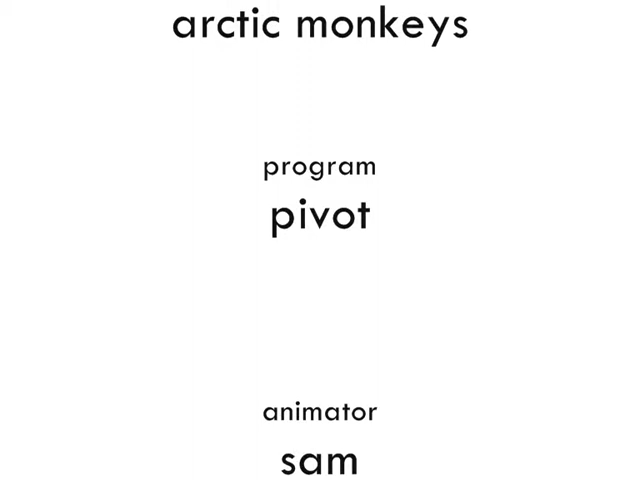 arctic monkeys
program
pivot
animator
sam